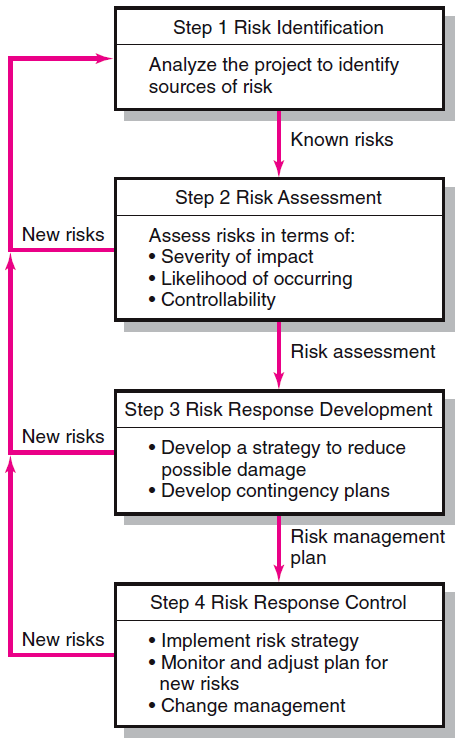 Step 1 Risk Identification
Analyze the project to identify
sources of risk
Known risks
Step 2 Risk Assessment
New risks
Assess risks in terms of:
• Severity of impact
• Likelihood of occurring
• Controllability
Risk assessment
Step 3 Risk Response Development
New risks
• Develop a strategy to reduce
possible damage
• Develop contingency plans
Risk management
plan
Step 4 Risk Response Control
New risks
• Implement risk strategy
• Monitor and adjust plan for
new risks
• Change management